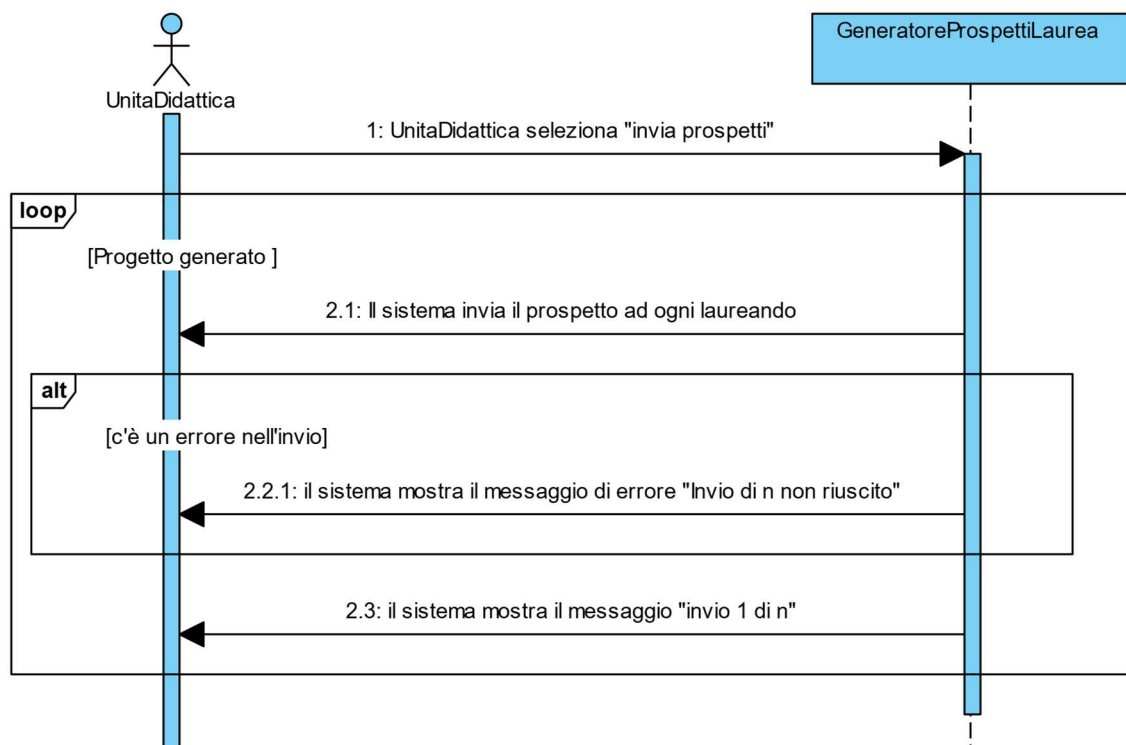 GeneratoreProspettiLaurea
UnitaDidattica
1: UnitaDidattica seleziona "invia prospetti"
loop
[Progetto generato ]
2.1: Il sistema invia il prospetto ad ogni laureando
alt
[c'è un errore nell'invio]
2.2.1: il sistema mostra il messaggio di errore "Invio di n non riuscito"
2.3: il sistema mostra il messaggio "invio 1 di n"